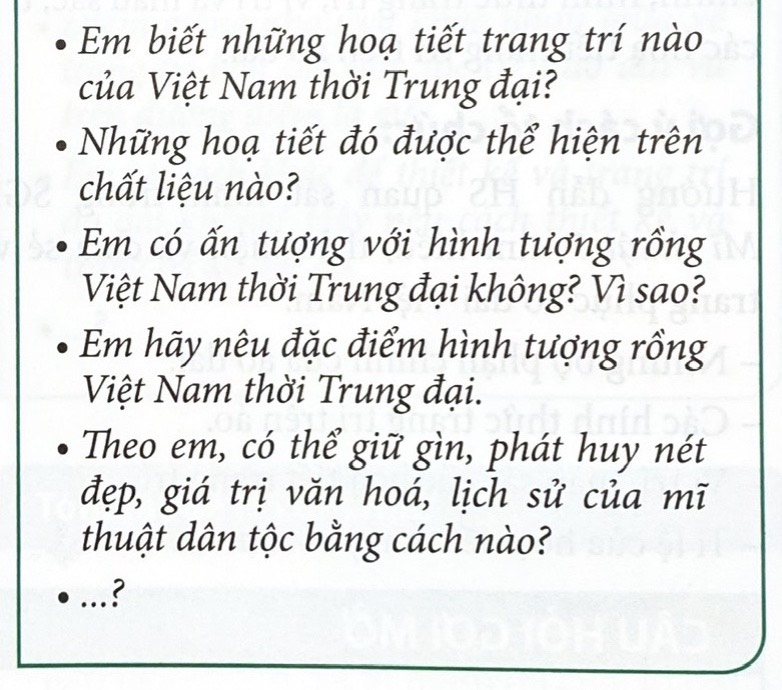 • Em biết những hoạ tiết trang trí nào
của Việt Nam thời Trung đại?
• Những hoạ tiết đó được thể hiện trên
chất liệu nào?
• Em có ấn tượng với hình tượng rồng
Việt Nam thời Trung đại không? Vì sao?
• Em hãy nêu đặc điểm hình tượng rồng
Việt Nam thời Trung đại.
• Theo em, có thể giữ gìn, phát huy nét
đẹp, giá trị văn hoá, lịch sử của mĩ
thuật dân tộc bằng cách nào?
• ...?